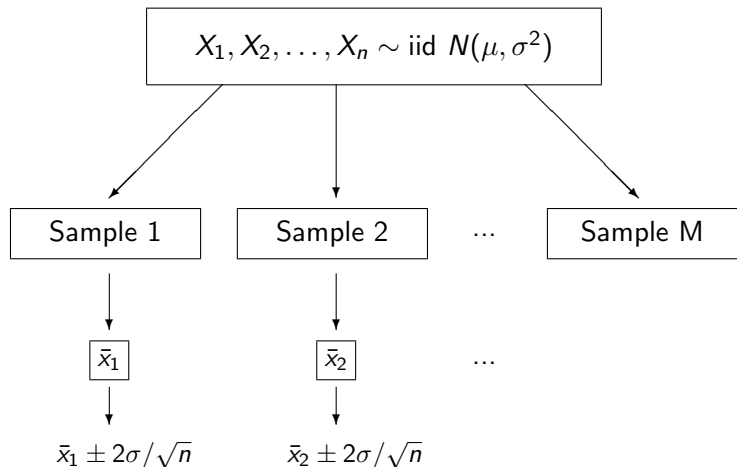 X₁, X₂, . . . , Xₙ ∼ iid N(μ, σ²)
Sample 1 Sample 2 ... Sample M
x̄₁ x̄₂ ...
x̄₁ ± 2σ/√n x̄₂ ± 2σ/√n